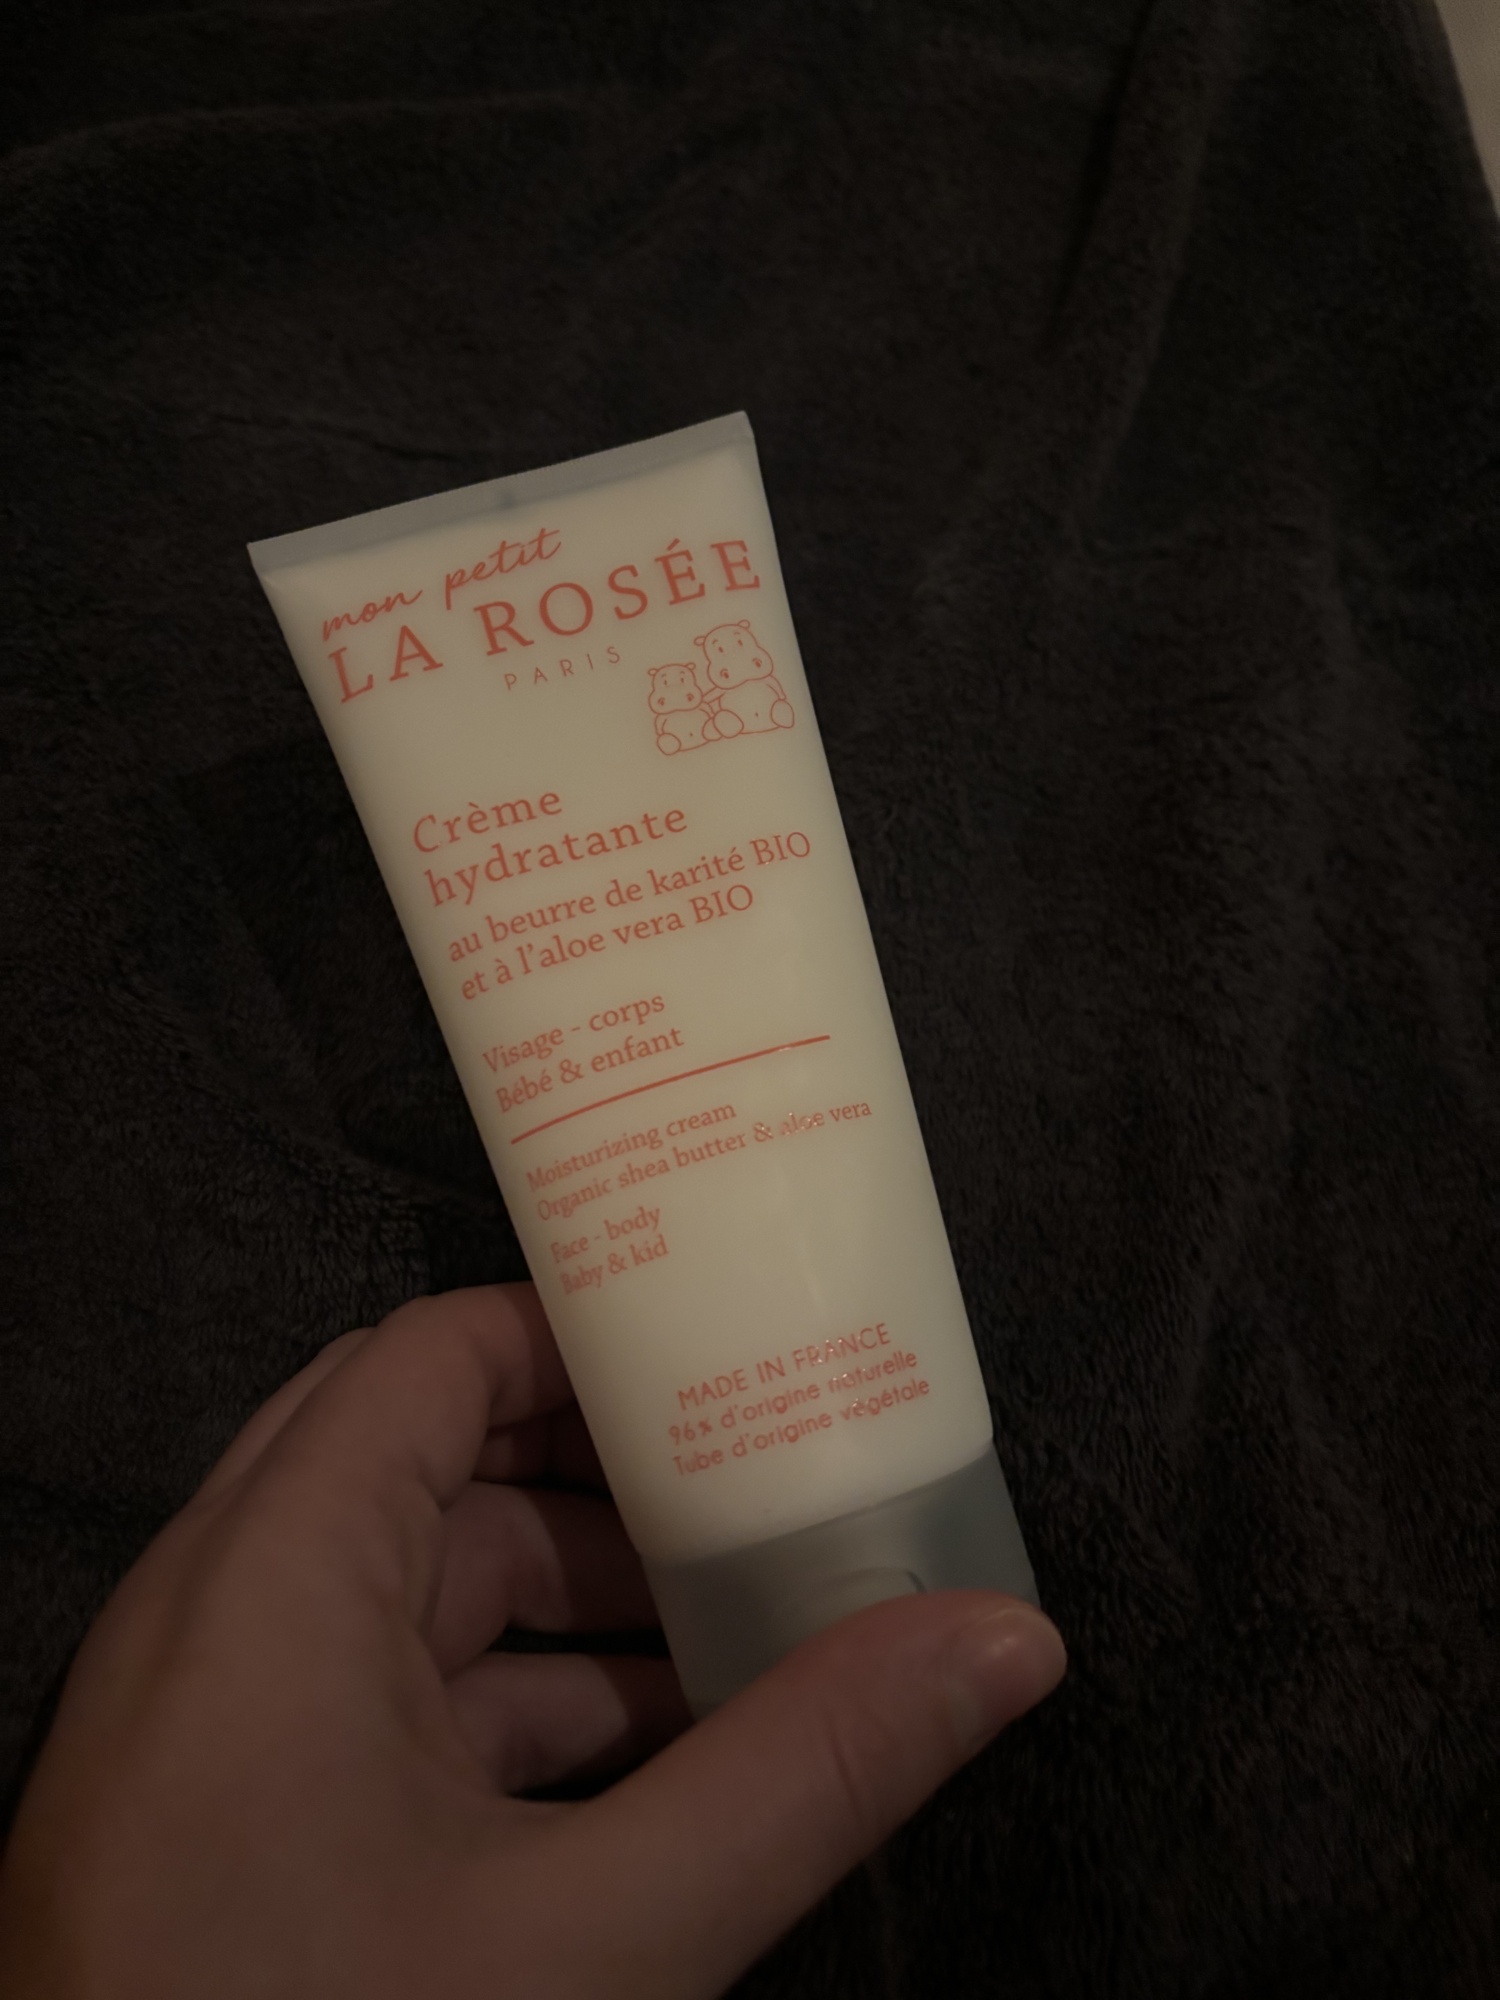 mon petit
LA ROSÉE
PARIS
Crème
hydratante
au beurre de karité BIO
et à l'aloe vera BIO
Visage - corps
Bébé & enfant
Moisturizing cream
Organic shea butter & aloe vera
Face - body
Baby & kid
MADE IN FRANCE
96% d'origine naturelle
Tube d'origine végétale